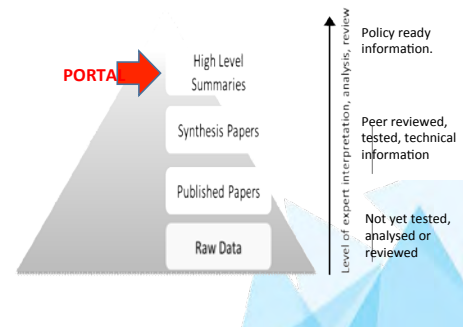 PORTAL
High Level
Summaries
Synthesis Papers
Published Papers
Raw Data
Level of expert interpretation, analysis, review
Policy ready
information.
Peer reviewed,
tested, technical
information
Not yet tested,
analysed or
reviewed